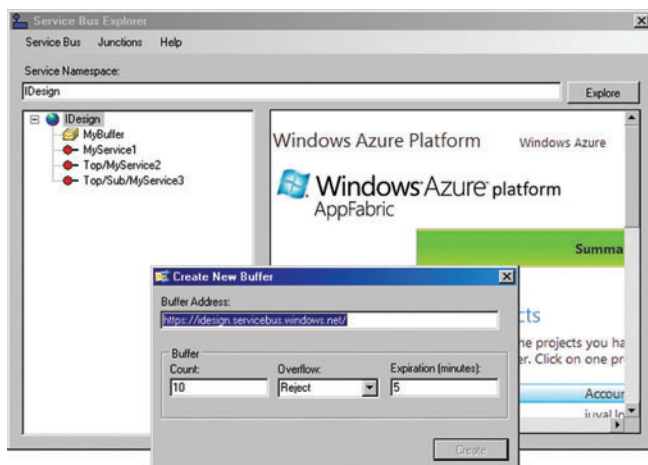 Service Bus Explorer
Service Bus Junctions Help
Service Namespace:
IDesign
Explore
IDesign
MyBuffer
MyService1
Top/MyService2
Top/Sub/MyService3
Windows Azure Platform Windows Azure
Windows Azure platform
AppFabric
Summa
cts
he projects you ha
er. Click on one pr
Accour
Create New Buffer
Buffer Address:
https://idesign.servicebus.windows.net/
Buffer
Count: Overflow: Expiration (minutes):
10 Reject 5
Create